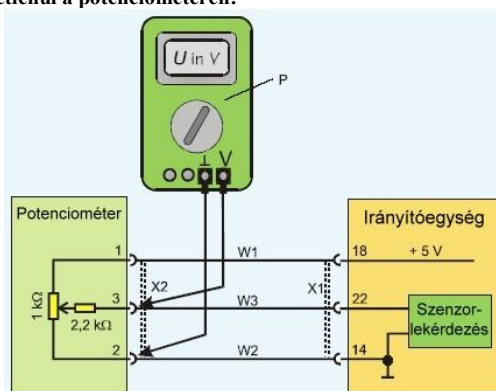 etlenül a potenciométeren?
U in V
P
⊥ V
Potenciométer
Irányítóegység
1
W1
18
+ 5 V
X2
X1
1 kΩ
3
W3
22
2,2 kΩ
Szenzor-
lekérdezés
2
W2
14